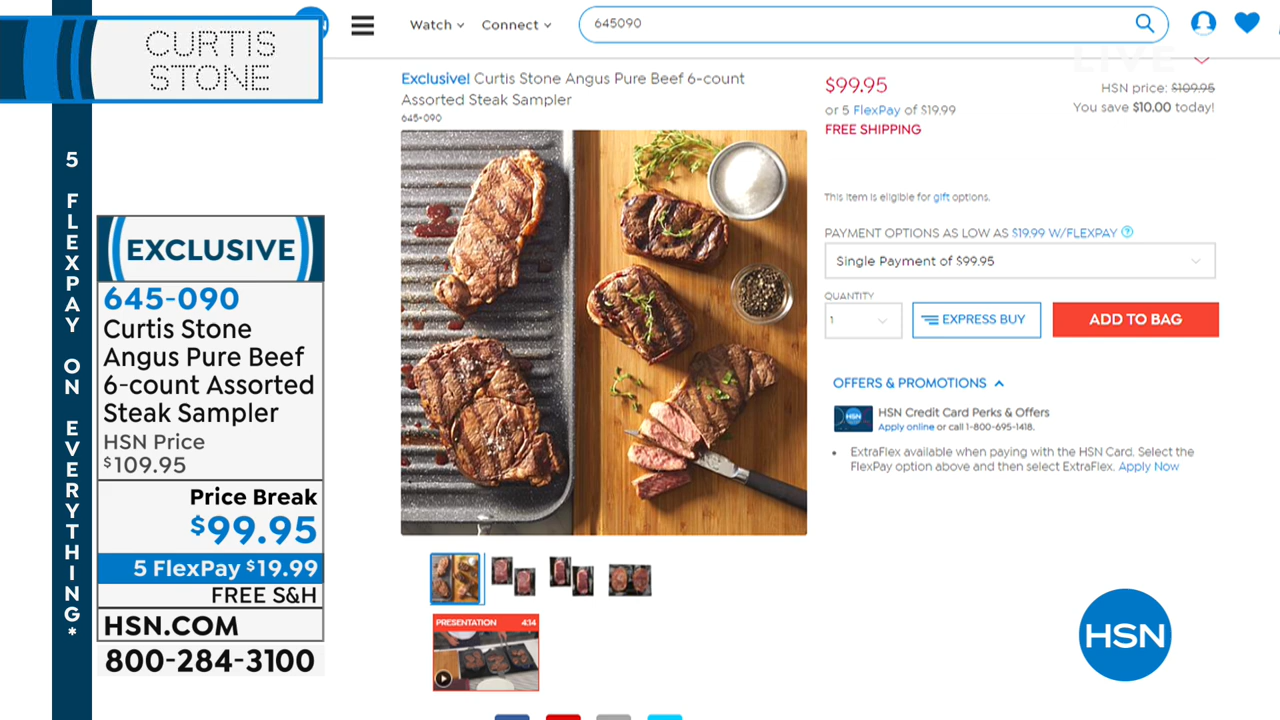 CURTIS
STONE
5 FLEXPAY ON EVERYTHING*
EXCLUSIVE
645-090
Curtis Stone
Angus Pure Beef
6-count Assorted
Steak Sampler
HSN Price
$109.95
Price Break
$99.95
5 FlexPay $19.99
FREE S&H
HSN.COM
800-284-3100
Watch
Connect
645090
LIVE
Exclusive! Curtis Stone Angus Pure Beef 6-count
Assorted Steak Sampler
645-090
$99.95
or 5 FlexPay of $19.99
FREE SHIPPING
HSN price: $109.95
You save $10.00 today!
This item is eligible for gift options.
PAYMENT OPTIONS AS LOW AS $19.99 W/FLEXPAY ?
Single Payment of $99.95
QUANTITY
1
EXPRESS BUY
ADD TO BAG
OFFERS & PROMOTIONS
HSN
HSN Credit Card Perks & Offers
Apply online or call 1-800-695-1418.
• ExtraFlex available when paying with the HSN Card. Select the
FlexPay option above and then select ExtraFlex. Apply Now
PRESENTATION 4:14
HSN